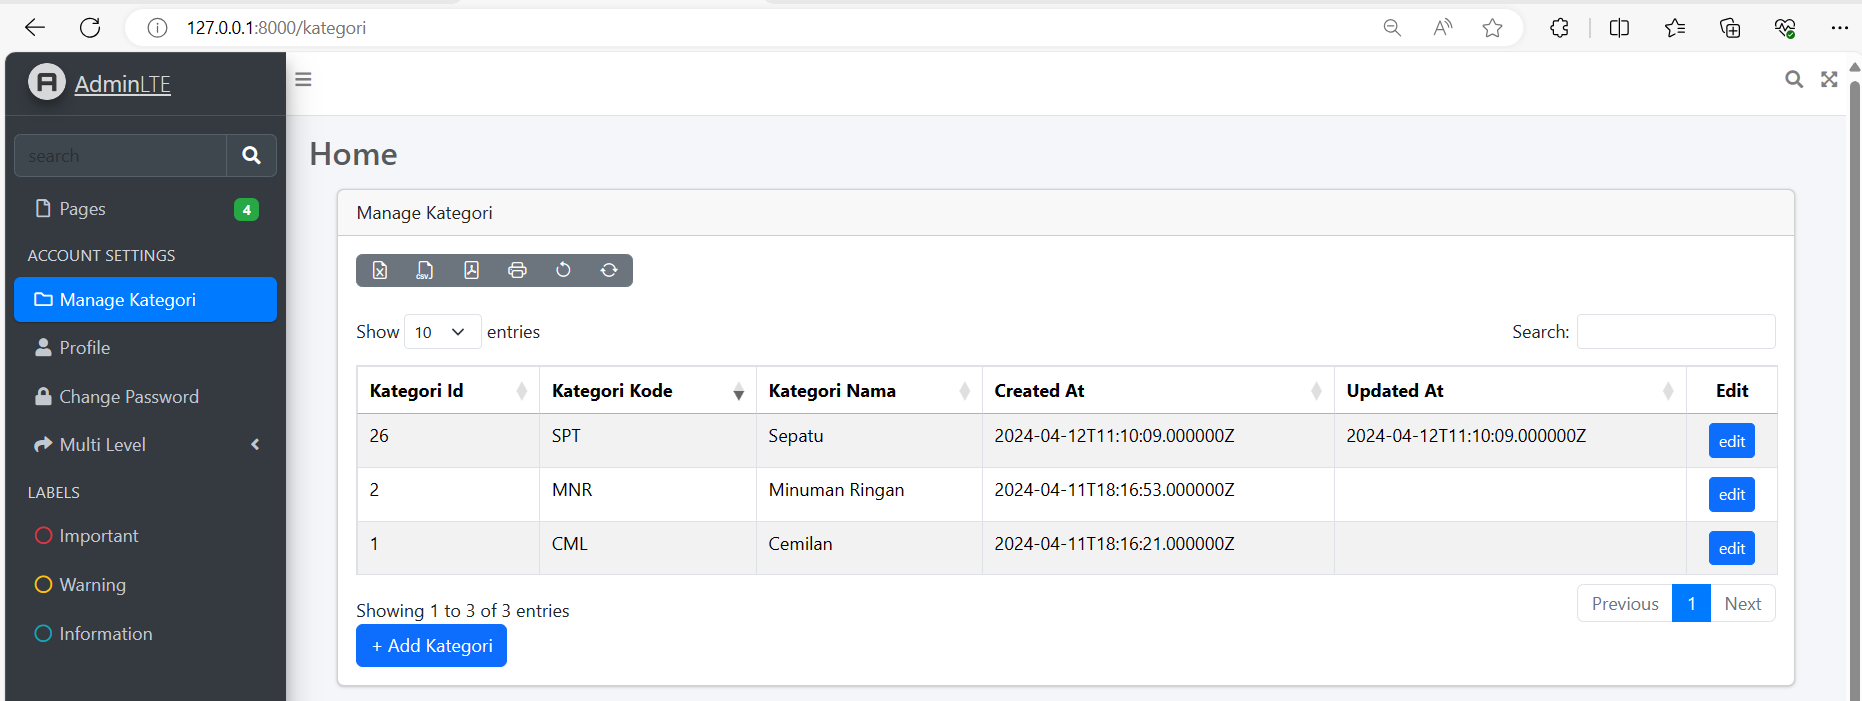 127.0.0.1:8000/kategori
AdminLTE
search
Pages 4
ACCOUNT SETTINGS
Manage Kategori
Profile
Change Password
Multi Level
LABELS
Important
Warning
Information
Home
Manage Kategori
CSV
Show 10 entries
Search:
Kategori Id Kategori Kode Kategori Nama Created At Updated At Edit
26 SPT Sepatu 2024-04-12T11:10:09.000000Z 2024-04-12T11:10:09.000000Z edit
2 MNR Minuman Ringan 2024-04-11T18:16:53.000000Z edit
1 CML Cemilan 2024-04-11T18:16:21.000000Z edit
Showing 1 to 3 of 3 entries
Previous 1 Next
+ Add Kategori